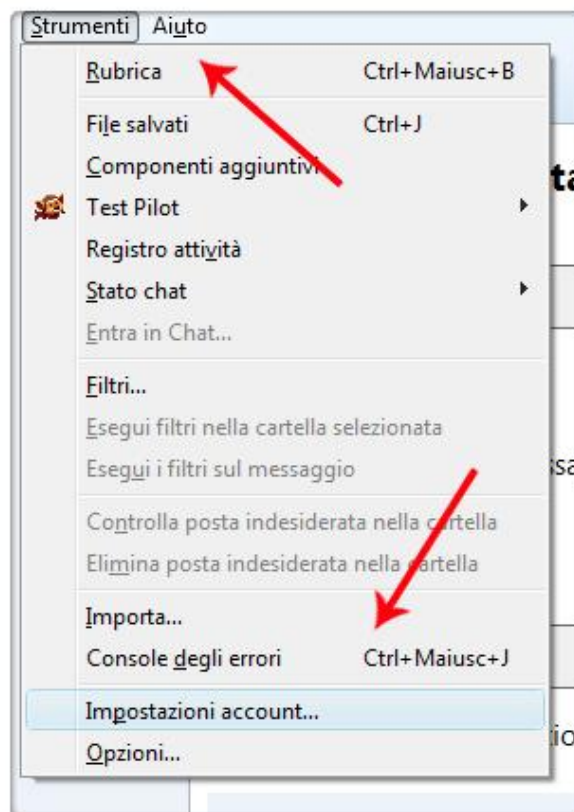 Strumenti Aiuto
Rubrica Ctrl+Maiusc+B
File salvati Ctrl+J
Componenti aggiuntivi
Test Pilot
Registro attività
Stato chat
Entra in Chat...
Filtri...
Esegui filtri nella cartella selezionata
Esegui i filtri sul messaggio
Controlla posta indesiderata nella cartella
Elimina posta indesiderata nella cartella
Importa...
Console degli errori Ctrl+Maiusc+J
Impostazioni account...
Opzioni...